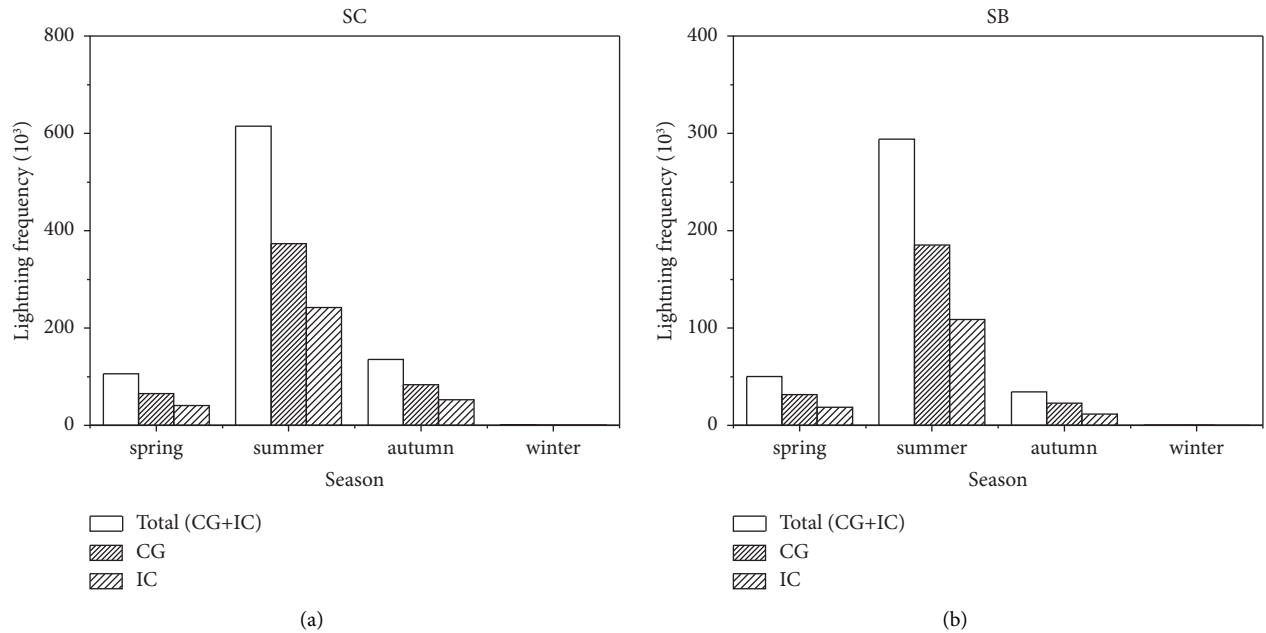 SC
Lightning frequency (10³)
800
600
400
200
0
spring summer autumn winter
Season
Total (CG+IC)
CG
IC
(a)
SB
Lightning frequency (10³)
400
300
200
100
0
spring summer autumn winter
Season
Total (CG+IC)
CG
IC
(b)